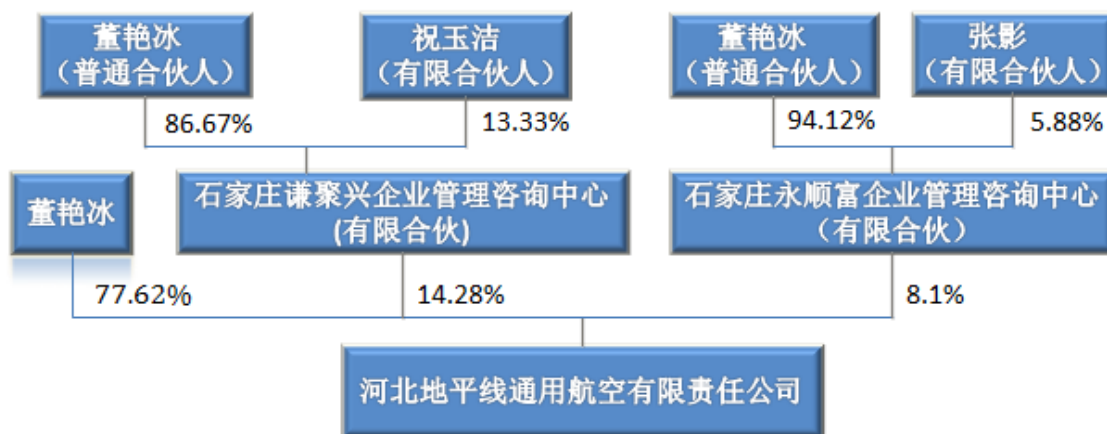 董艳冰
（普通合伙人）
祝玉洁
（有限合伙人）
董艳冰
（普通合伙人）
张影
（有限合伙人）
86.67%
13.33%
94.12%
5.88%
董艳冰
石家庄谦聚兴企业管理咨询中心
(有限合伙)
石家庄永顺富企业管理咨询中心
（有限合伙）
77.62%
14.28%
8.1%
河北地平线通用航空有限责任公司